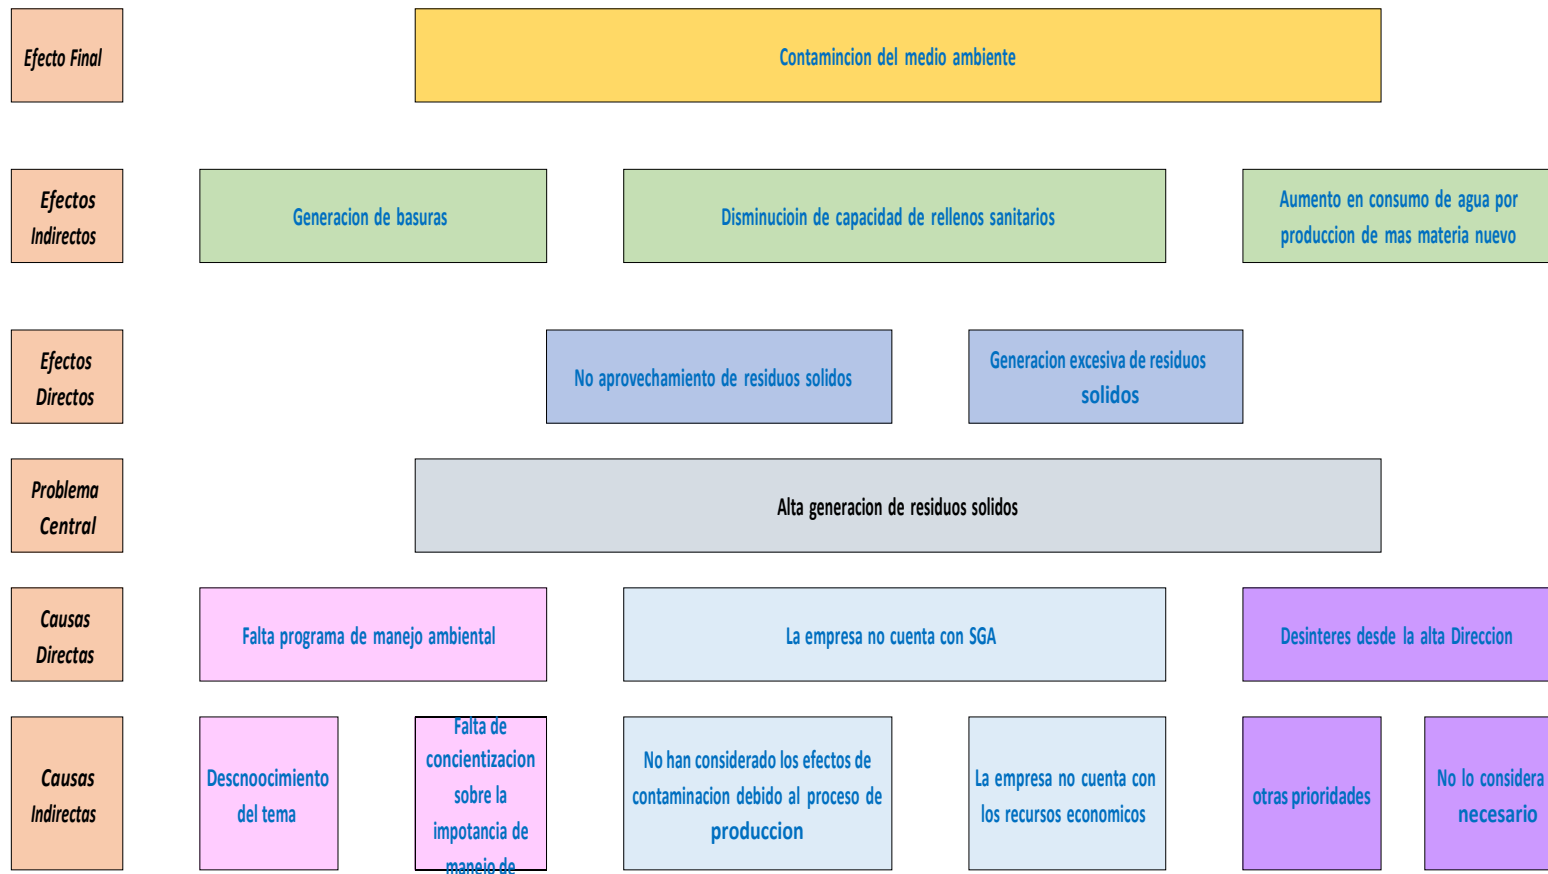 Efecto Final
Contamincion del medio ambiente
Efectos
Indirectos
Generacion de basuras
Disminucioin de capacidad de rellenos sanitarios
Aumento en consumo de agua por
produccion de mas materia nuevo
Efectos
Directos
No aprovechamiento de residuos solidos
Generacion excesiva de residuos
solidos
Problema
Central
Alta generacion de residuos solidos
Causas
Directas
Falta programa de manejo ambiental
La empresa no cuenta con SGA
Desinteres desde la alta Direccion
Causas
Indirectas
Descnoocimiento
del tema
Falta de
concientizacion
sobre la
impotancia de
manejo de
No han considerado los efectos de
contaminacion debido al proceso de
produccion
La empresa no cuenta con
los recursos economicos
otras prioridades
No lo considera
necesario